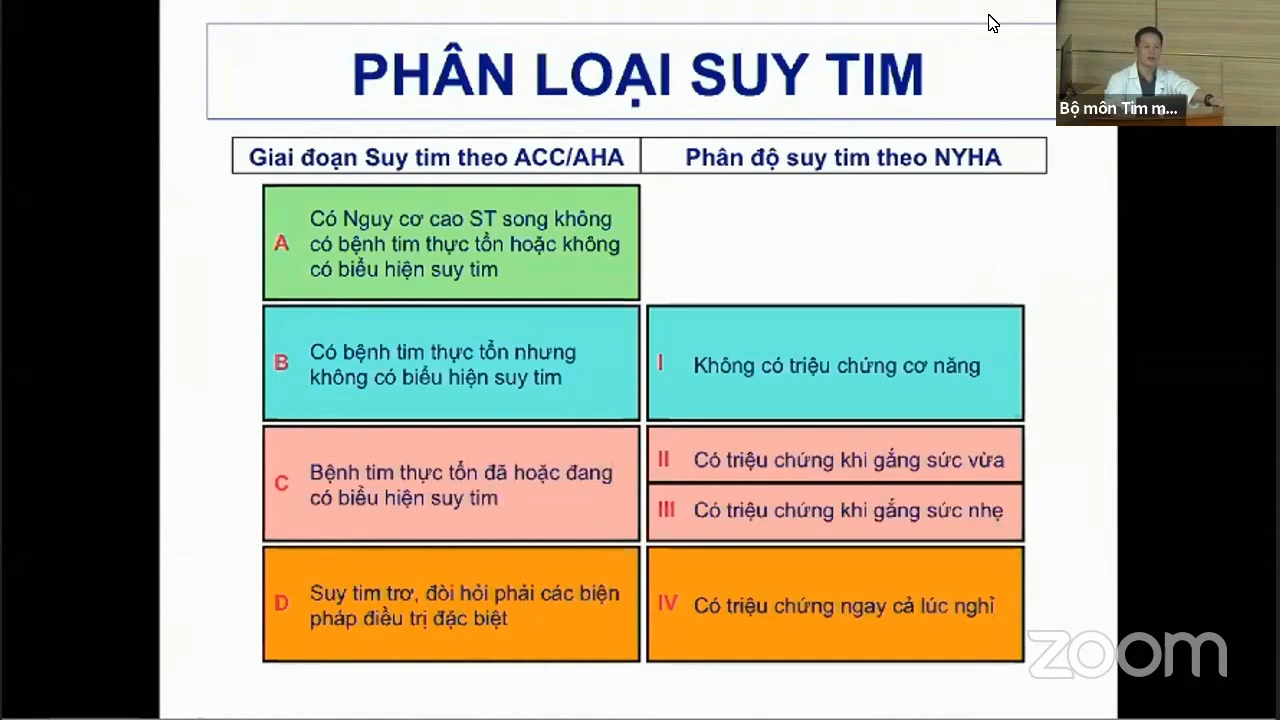 PHÂN LOẠI SUY TIM
Bộ môn Tim m...
Giai đoạn Suy tim theo ACC/AHA
Phân độ suy tim theo NYHA
A
Có Nguy cơ cao ST song không
có bệnh tim thực tổn hoặc không
có biểu hiện suy tim
B
Có bệnh tim thực tổn nhưng
không có biểu hiện suy tim
I
Không có triệu chứng cơ năng
C
Bệnh tim thực tổn đã hoặc đang
có biểu hiện suy tim
II
Có triệu chứng khi gắng sức vừa
III
Có triệu chứng khi gắng sức nhẹ
D
Suy tim trơ, đòi hỏi phải các biện
pháp điều trị đặc biệt
IV
Có triệu chứng ngay cả lúc nghỉ
zoom